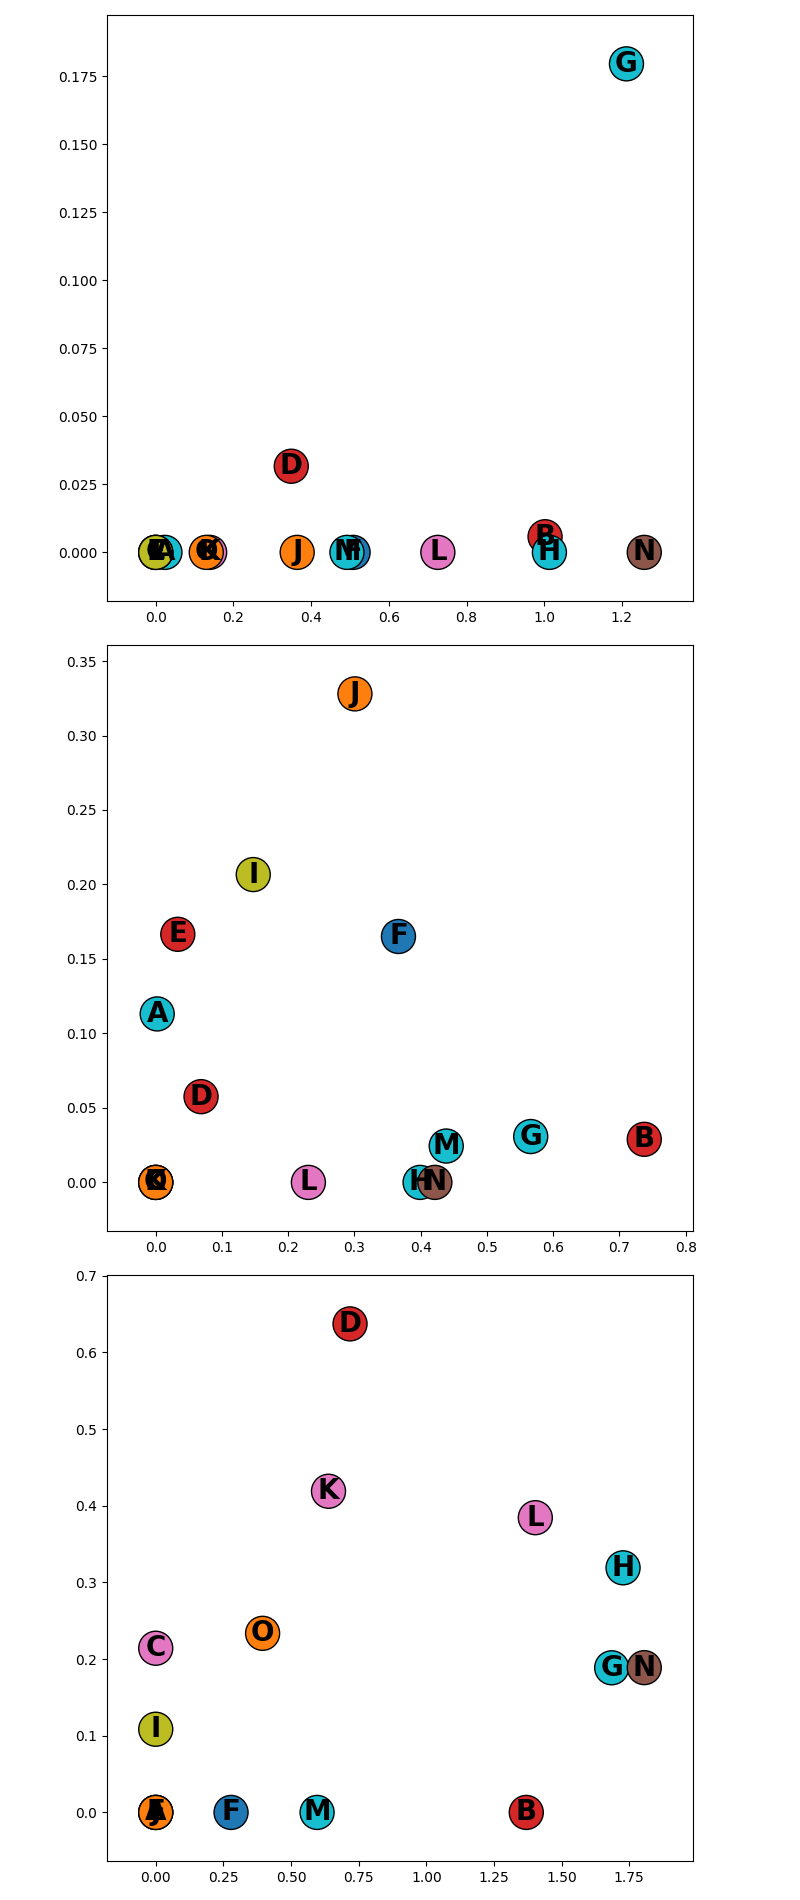 0.175
G
0.150
0.125
0.100
0.075
0.050
D
0.025
B
0.000 A K O J M F L H N
0.0 0.2 0.4 0.6 0.8 1.0 1.2
0.35
J
0.30
0.25
I
0.20
E F
0.15
A
0.10
D
0.05
M G B
0.00 O L H N
0.0 0.1 0.2 0.3 0.4 0.5 0.6 0.7 0.8
0.7
D
0.6
0.5
K
L
0.4
H
0.3
C O
0.2 G N
I
0.1
0.0 A J F M B
0.00 0.25 0.50 0.75 1.00 1.25 1.50 1.75